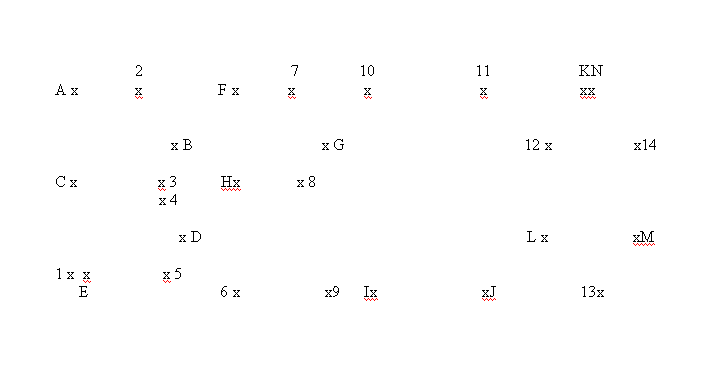 2 7 10 11 KN
A x x F x x x x xx
x B x G 12 x x14
C x x 3 Hx x 8
x 4
x D L x xM
1 x x x 5
E 6 x x9 Ix xJ 13x